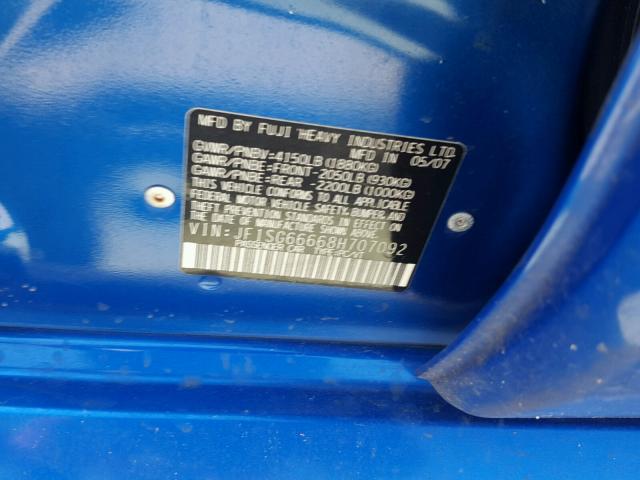 MFD BY FUJI HEAVY INDUSTRIES LTD.
MFD IN 05/07
GVWR/PNBV-4150LB (1880KG)
GAWR/PNBE:FRONT-2050LB (930KG)
GAWR/PNBE:REAR -2200LB (1000KG)
THIS VEHICLE CONFORMS TO ALL APPLICABLE
FEDERAL MOTOR VEHICLE SAFETY,BUMPER,AND
THEFT PREVENTION STANDARDS IN EFFECT ON
THE DATE OF MANUFACTURE SHOWN ABOVE.
VIN:JF1SG66668H707092
PASSENGER CAR